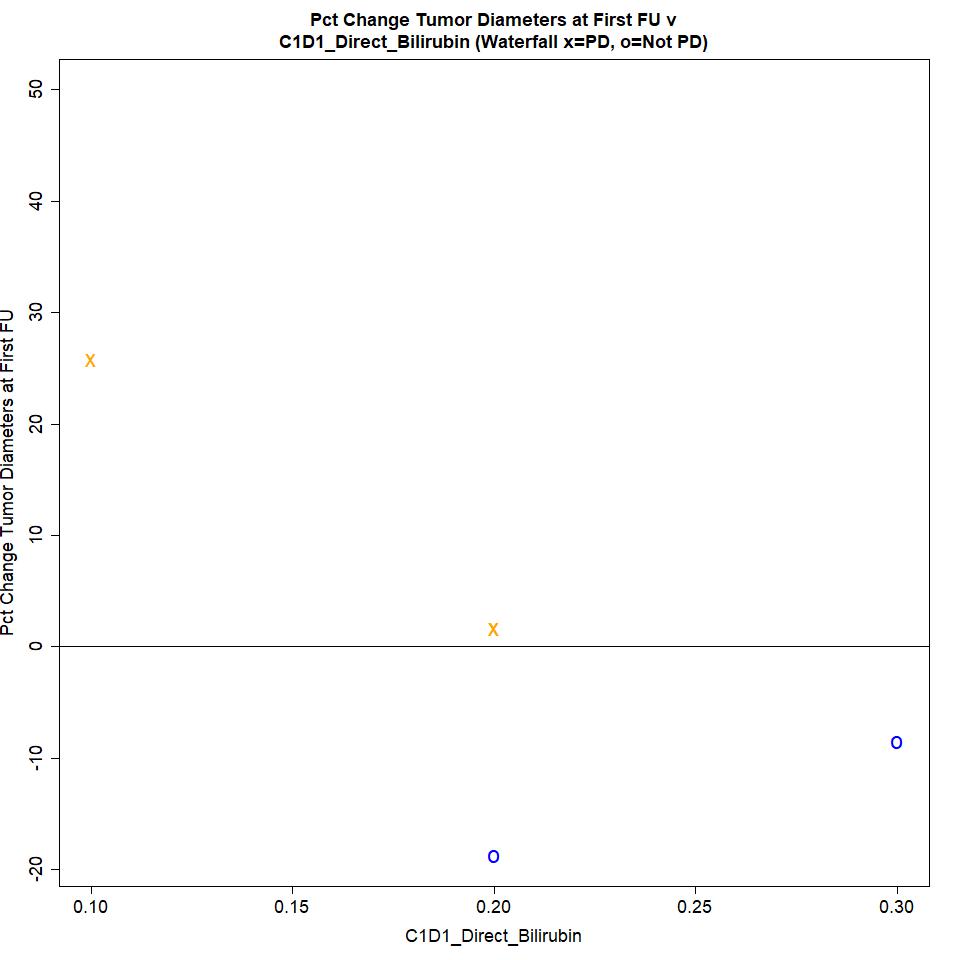 Pct Change Tumor Diameters at First FU v
C1D1_Direct_Bilirubin (Waterfall x=PD, o=Not PD)
Pct Change Tumor Diameters at First FU
50
40
30
20
10
0
-10
-20
X
X
O
O
0.10
0.15
0.20
0.25
0.30
C1D1_Direct_Bilirubin